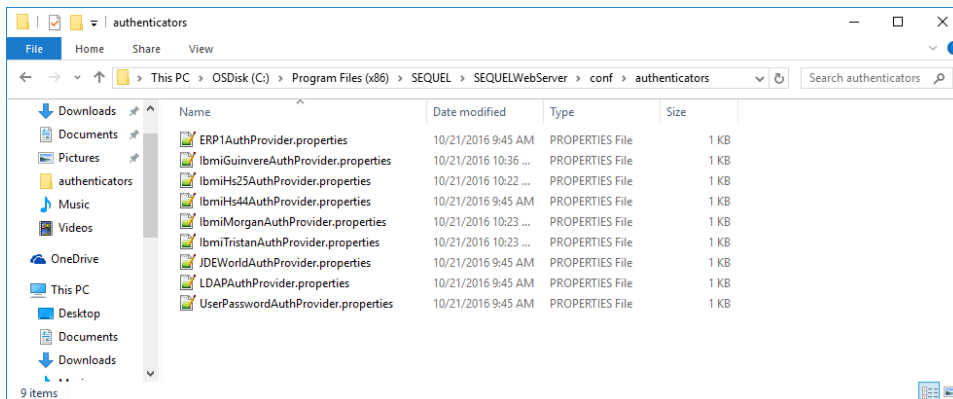 authenticators
File Home Share View
This PC > OSDisk (C:) > Program Files (x86) > SEQUEL > SEQUELWebServer > conf > authenticators
Search authenticators
Downloads
Documents
Pictures
authenticators
Music
Videos
OneDrive
This PC
Desktop
Documents
Downloads
Name Date modified Type Size
ERP1AuthProvider.properties 10/21/2016 9:45 AM PROPERTIES File 1 KB
IbmiGuinvereAuthProvider.properties 10/21/2016 10:36 ... PROPERTIES File 1 KB
IbmiHs25AuthProvider.properties 10/21/2016 10:22 ... PROPERTIES File 1 KB
IbmiHs44AuthProvider.properties 10/21/2016 9:45 AM PROPERTIES File 1 KB
IbmiMorganAuthProvider.properties 10/21/2016 10:23 ... PROPERTIES File 1 KB
IbmiTristanAuthProvider.properties 10/21/2016 10:23 ... PROPERTIES File 1 KB
JDEWorldAuthProvider.properties 10/21/2016 9:45 AM PROPERTIES File 1 KB
LDAPAuthProvider.properties 10/21/2016 9:45 AM PROPERTIES File 1 KB
UserPasswordAuthProvider.properties 10/21/2016 9:45 AM PROPERTIES File 1 KB
9 items